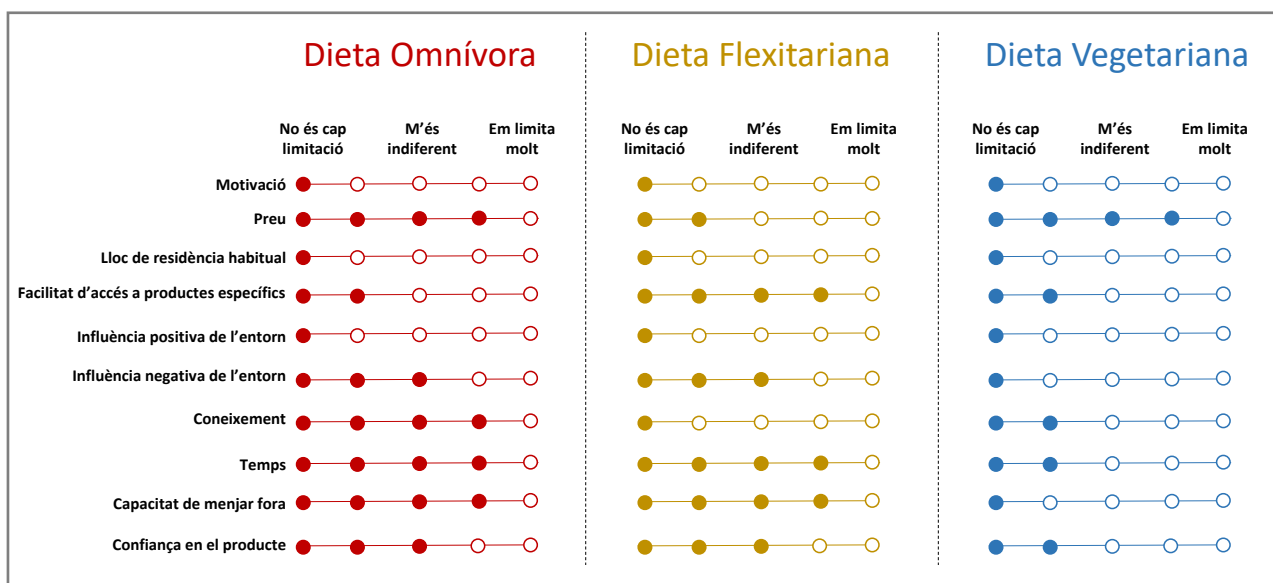 Dieta Omnívora
Dieta Flexitariana
Dieta Vegetariana
No és cap
limitació
M’és
indiferent
Em limita
molt
No és cap
limitació
M’és
indiferent
Em limita
molt
No és cap
limitació
M’és
indiferent
Em limita
molt
Motivació
Preu
Lloc de residència habitual
Facilitat d’accés a productes específics
Influència positiva de l’entorn
Influència negativa de l’entorn
Coneixement
Temps
Capacitat de menjar fora
Confiança en el producte